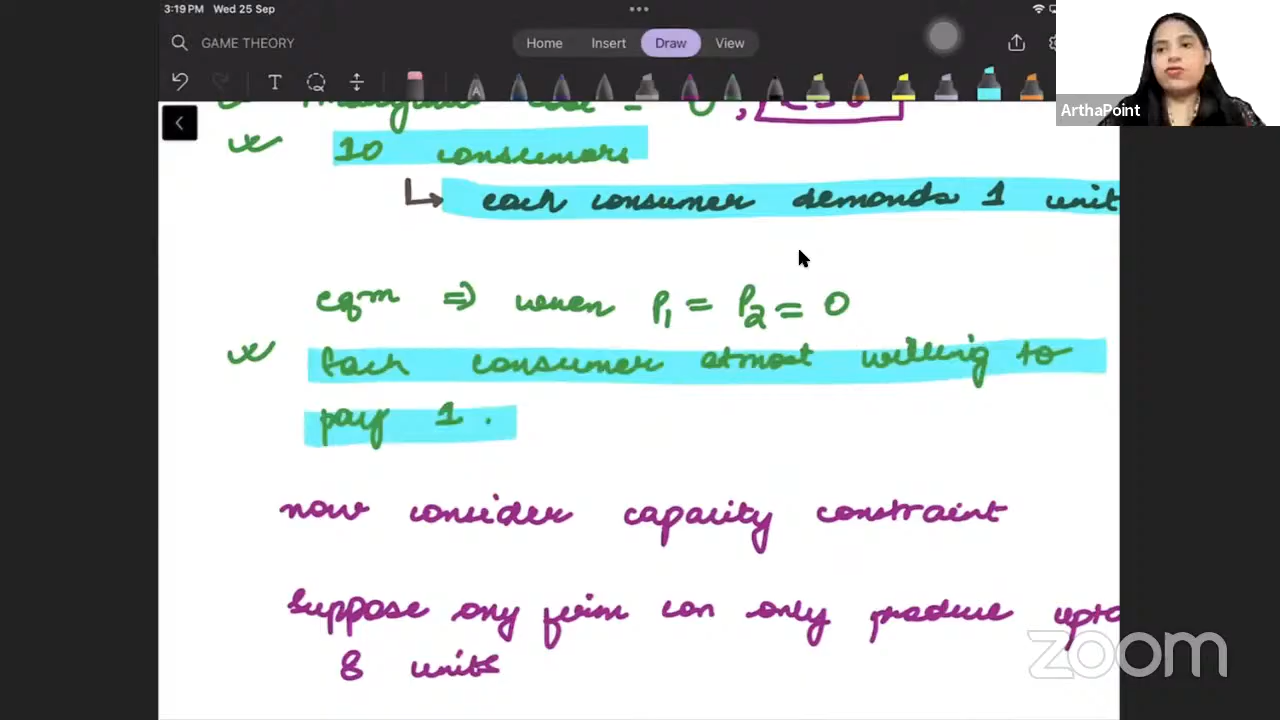 3:19 PM Wed 25 Sep
GAME THEORY
Home Insert Draw View
ArthaPoint
= 0,
10 consumers
↳ each consumer demands 1 unit
eqm ⇒ when P1 = P2 = 0
Each consumer atmost willing to
pay 1.
now consider capacity constraint
Suppose any firm can only produce upto
8 units
zoom